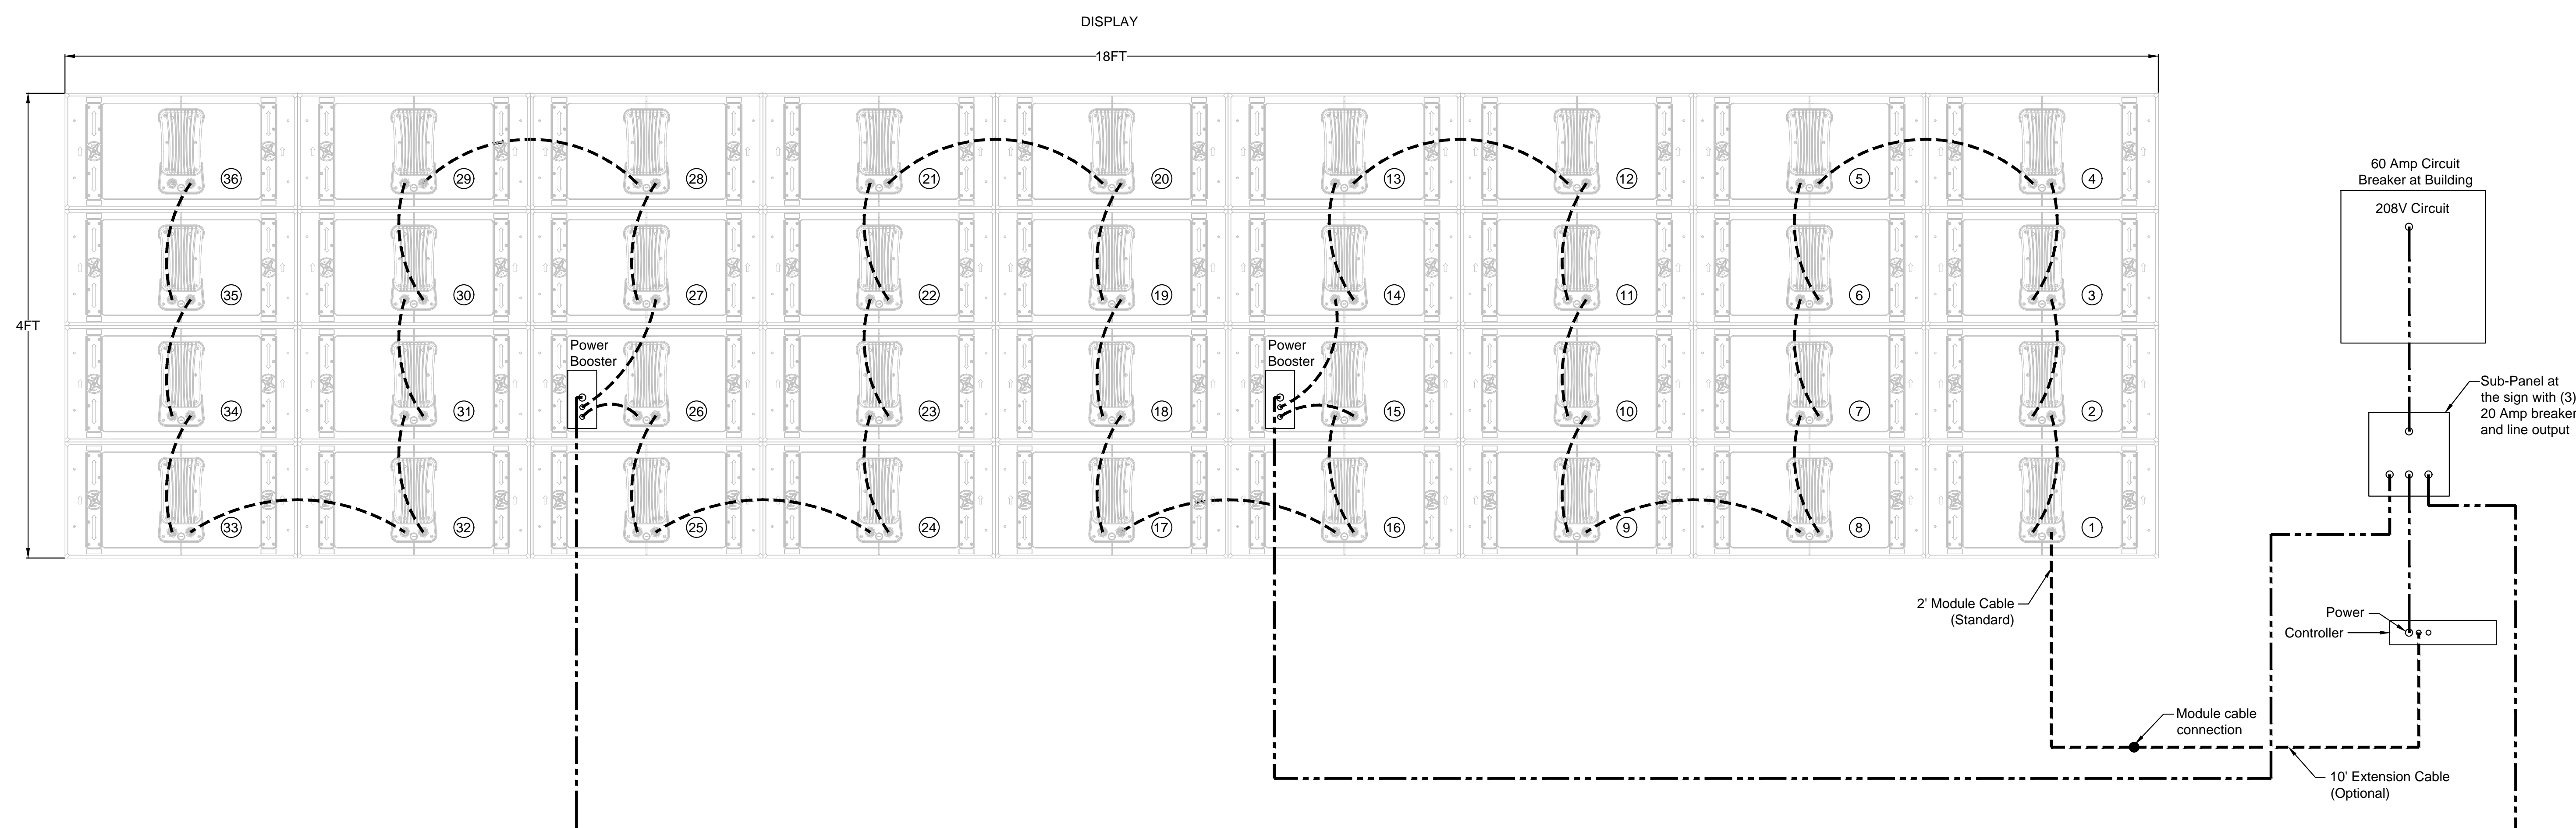 DISPLAY
18FT
4FT
36
29
28
21
20
13
12
5
4
35
30
27
22
19
14
11
6
3
Power
Booster
Power
Booster
34
31
26
23
18
15
10
7
2
33
32
25
24
17
16
9
8
1
60 Amp Circuit
Breaker at Building
208V Circuit
Sub-Panel at
the sign with (3)
20 Amp breaker
and line output
2' Module Cable
(Standard)
Power
Controller
Module cable
connection
10' Extension Cable
(Optional)